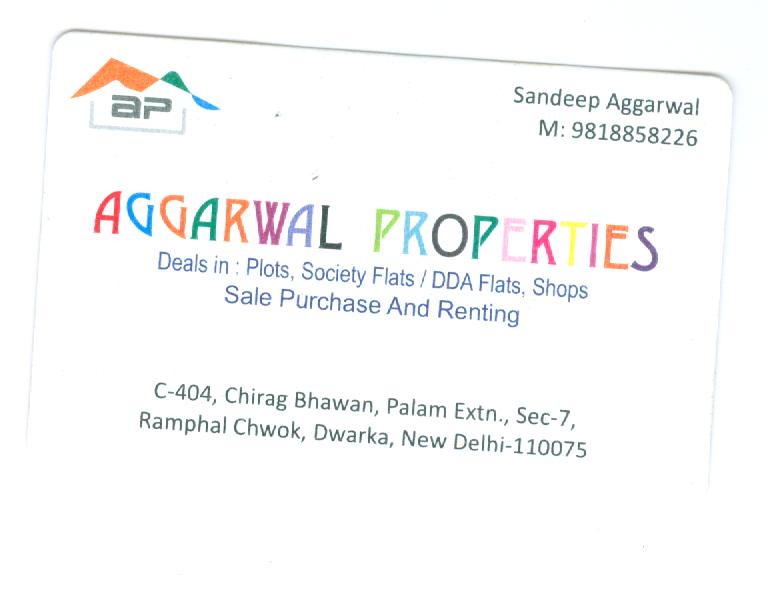 ap
Sandeep Aggarwal
M: 9818858226
AGGARWAL PROPERTIES
Deals in : Plots, Society Flats / DDA Flats, Shops
Sale Purchase And Renting
C-404, Chirag Bhawan, Palam Extn., Sec-7,
Ramphal Chwok, Dwarka, New Delhi-110075